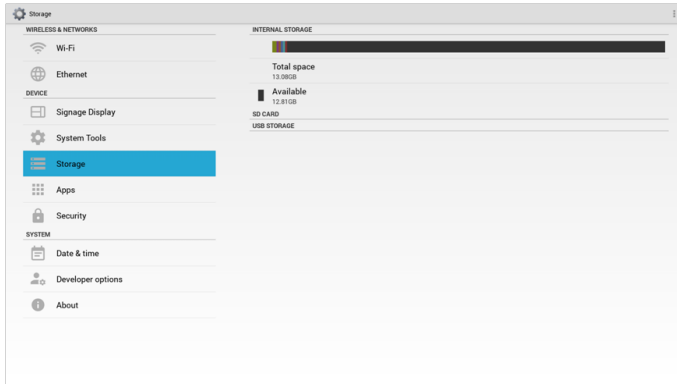 Storage
WIRELESS & NETWORKS
Wi-Fi
Ethernet
DEVICE
Signage Display
System Tools
Storage
Apps
Security
SYSTEM
Date & time
Developer options
About
INTERNAL STORAGE
Total space
13.08GB
Available
12.81GB
SD CARD
USB STORAGE